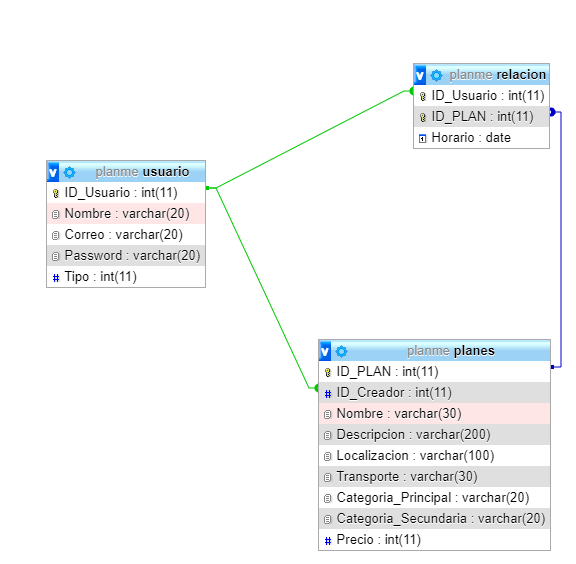 planme relacion
ID_Usuario : int(11)
ID_PLAN : int(11)
Horario : date
planme usuario
ID_Usuario : int(11)
Nombre : varchar(20)
Correo : varchar(20)
Password : varchar(20)
# Tipo : int(11)
planme planes
ID_PLAN : int(11)
# ID_Creador : int(11)
Nombre : varchar(30)
Descripcion : varchar(200)
Localizacion : varchar(100)
Transporte : varchar(30)
Categoria_Principal : varchar(20)
Categoria_Secundaria : varchar(20)
# Precio : int(11)